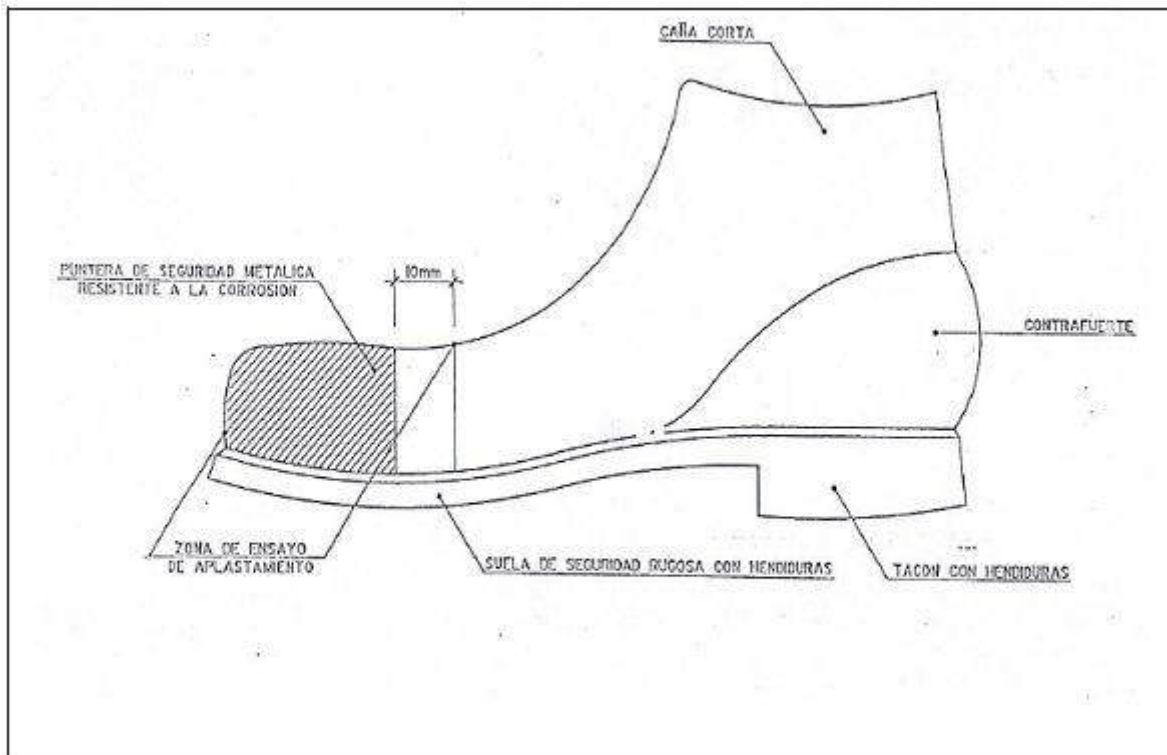 CAÑA CORTA
PUNTERA DE SEGURIDAD METALICA
RESISTENTE A LA CORROSION
10mm
CONTRAFUERTE
ZONA DE ENSAYO
DE APLASTAMIENTO
SUELA DE SEGURIDAD RUGOSA CON HENDIDURAS
TACON CON HENDIDURAS